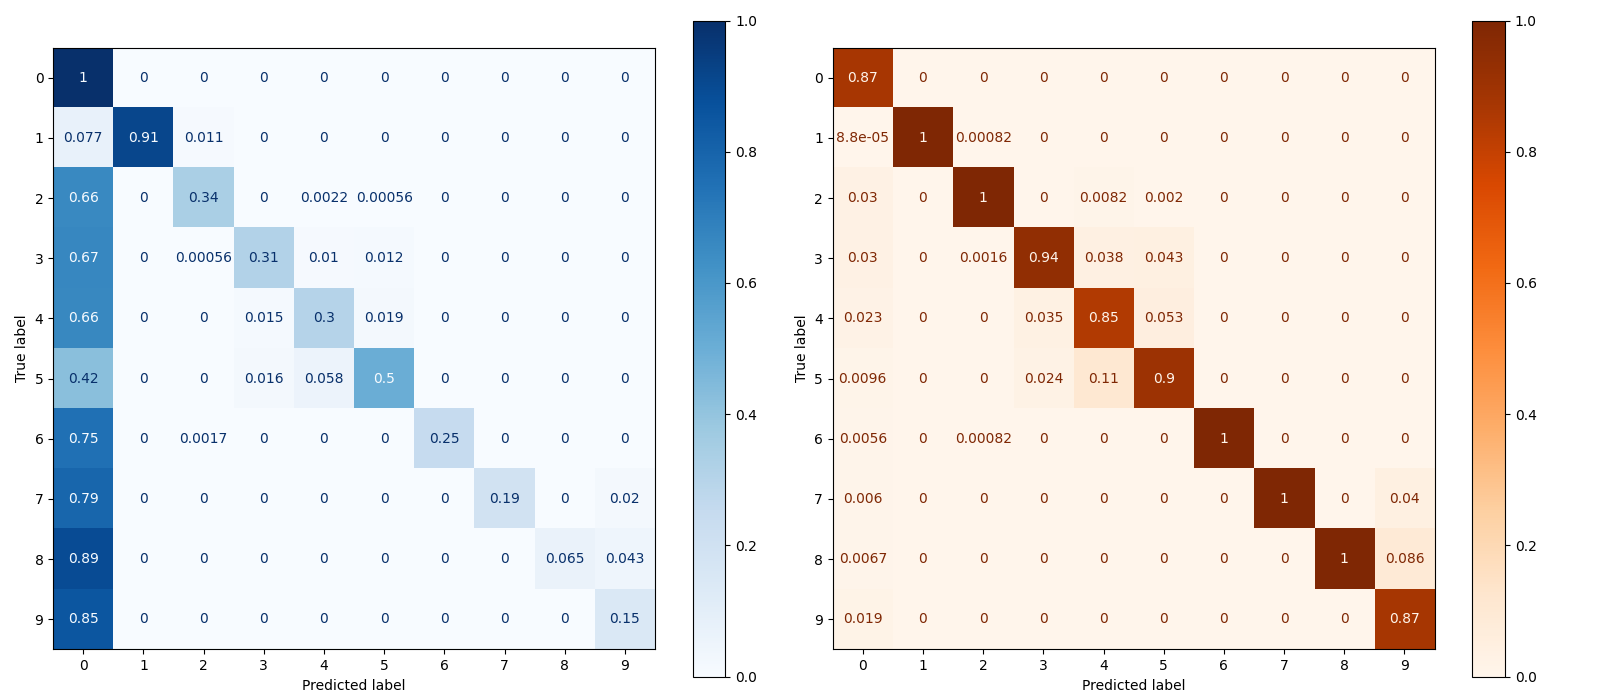 1.0
0 1 0 0 0 0 0 0 0 0 0
1 0.077 0.91 0.011 0 0 0 0 0 0 0
0.8
2 0.66 0 0.34 0 0.0022 0.00056 0 0 0 0
3 0.67 0 0.00056 0.31 0.01 0.012 0 0 0 0
0.6
4 0.66 0 0 0.015 0.3 0.019 0 0 0 0
True label
5 0.42 0 0 0.016 0.058 0.5 0 0 0 0
0.4
6 0.75 0 0.0017 0 0 0 0.25 0 0 0
7 0.79 0 0 0 0 0 0 0.19 0 0.02
0.2
8 0.89 0 0 0 0 0 0 0 0.065 0.043
9 0.85 0 0 0 0 0 0 0 0 0.15
0 1 2 3 4 5 6 7 8 9
0.0
Predicted label
1.0
0 0.87 0 0 0 0 0 0 0 0 0
1 8.8e-05 1 0.00082 0 0 0 0 0 0 0
0.8
2 0.03 0 1 0 0.0082 0.002 0 0 0 0
3 0.03 0 0.0016 0.94 0.038 0.043 0 0 0 0
0.6
4 0.023 0 0 0.035 0.85 0.053 0 0 0 0
True label
5 0.0096 0 0 0.024 0.11 0.9 0 0 0 0
0.4
6 0.0056 0 0.00082 0 0 0 1 0 0 0
7 0.006 0 0 0 0 0 0 1 0 0.04
0.2
8 0.0067 0 0 0 0 0 0 0 1 0.086
9 0.019 0 0 0 0 0 0 0 0 0.87
0 1 2 3 4 5 6 7 8 9
0.0
Predicted label